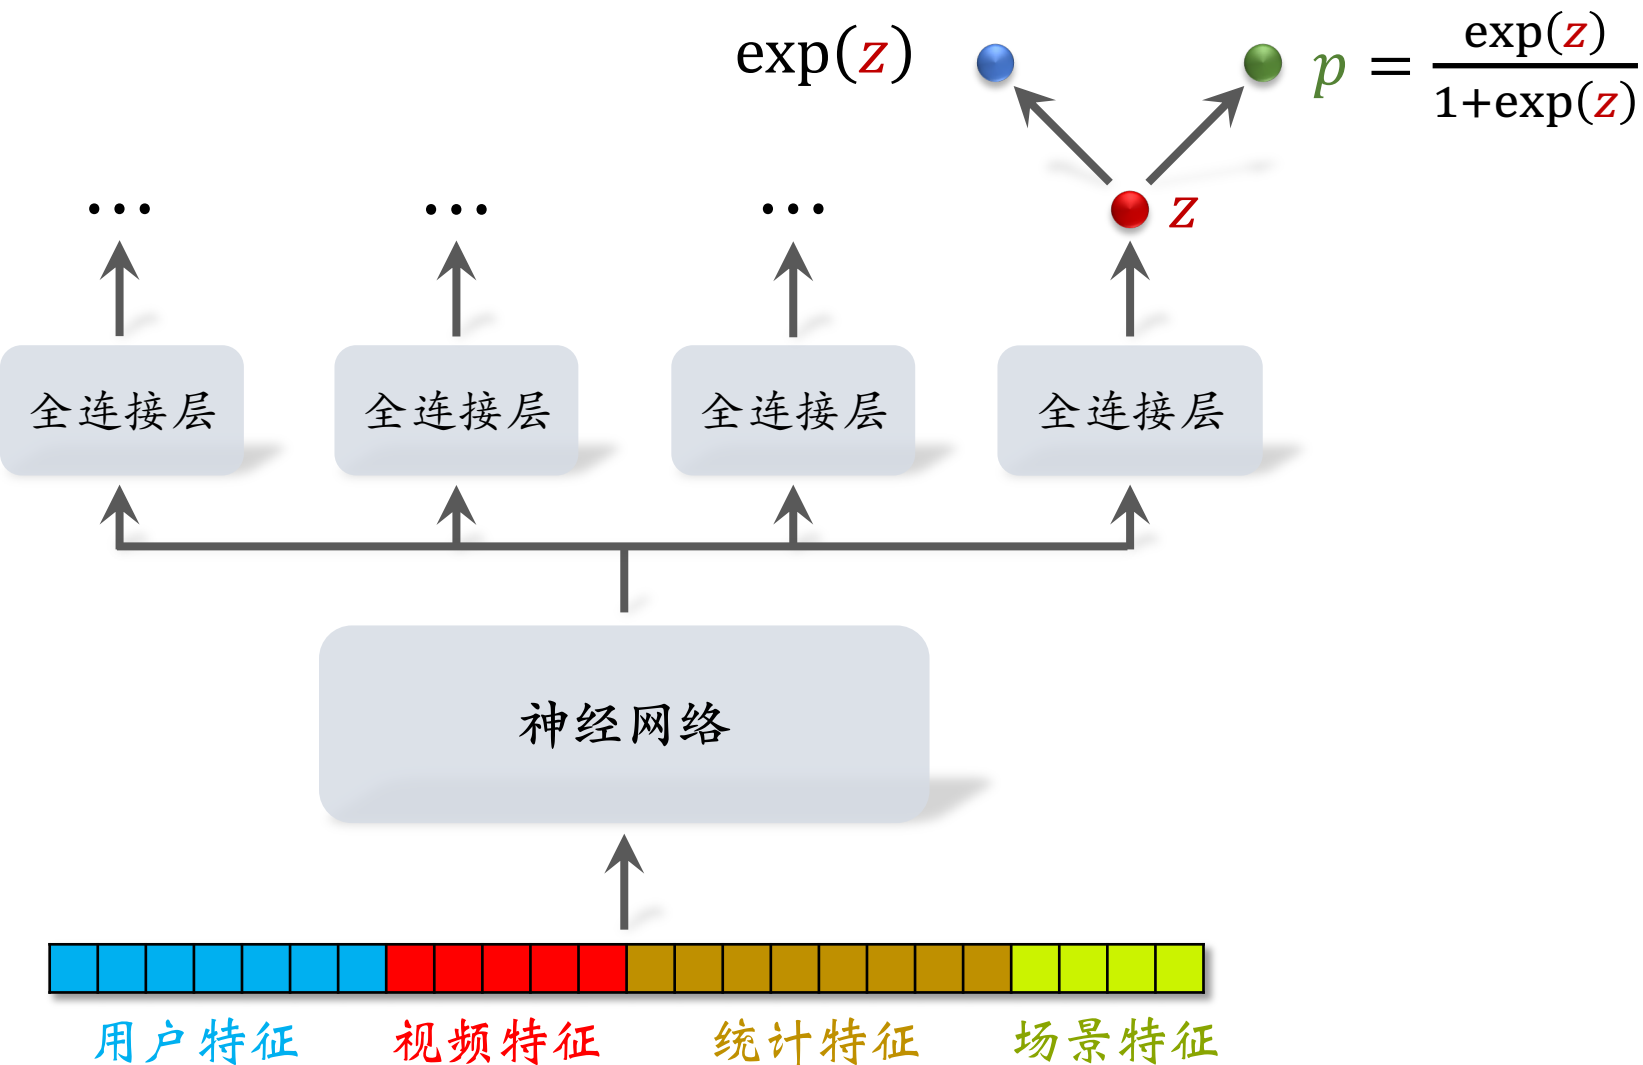 exp(z)
p = exp(z) / 1+exp(z)
z
... ... ...
全连接层 全连接层 全连接层 全连接层
神经网络
用户特征 视频特征 统计特征 场景特征